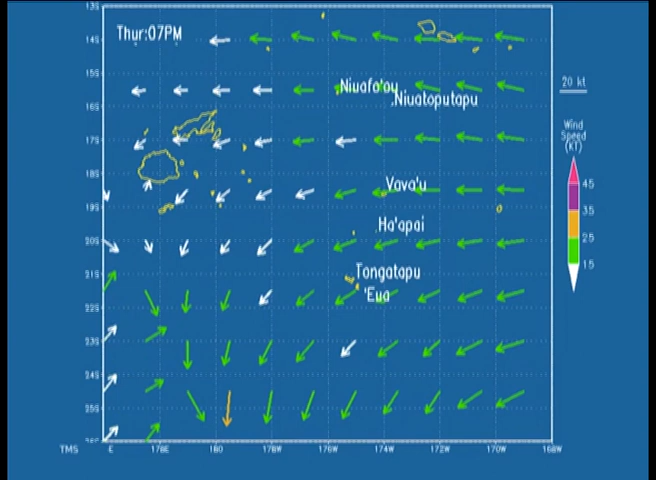 13S
Thur:07PM
14S
15S
Niuafo'ou
20 kt
16S
Niuatoputapu
Wind
Speed
(KT)
17S
18S
Vava'u
45
19S
35
Ha'apai
20S
25
Tongatapu
21S
15
'Eua
22S
23S
24S
25S
TMS
E
178E
180
178W
176W
174W
172W
170W
168W